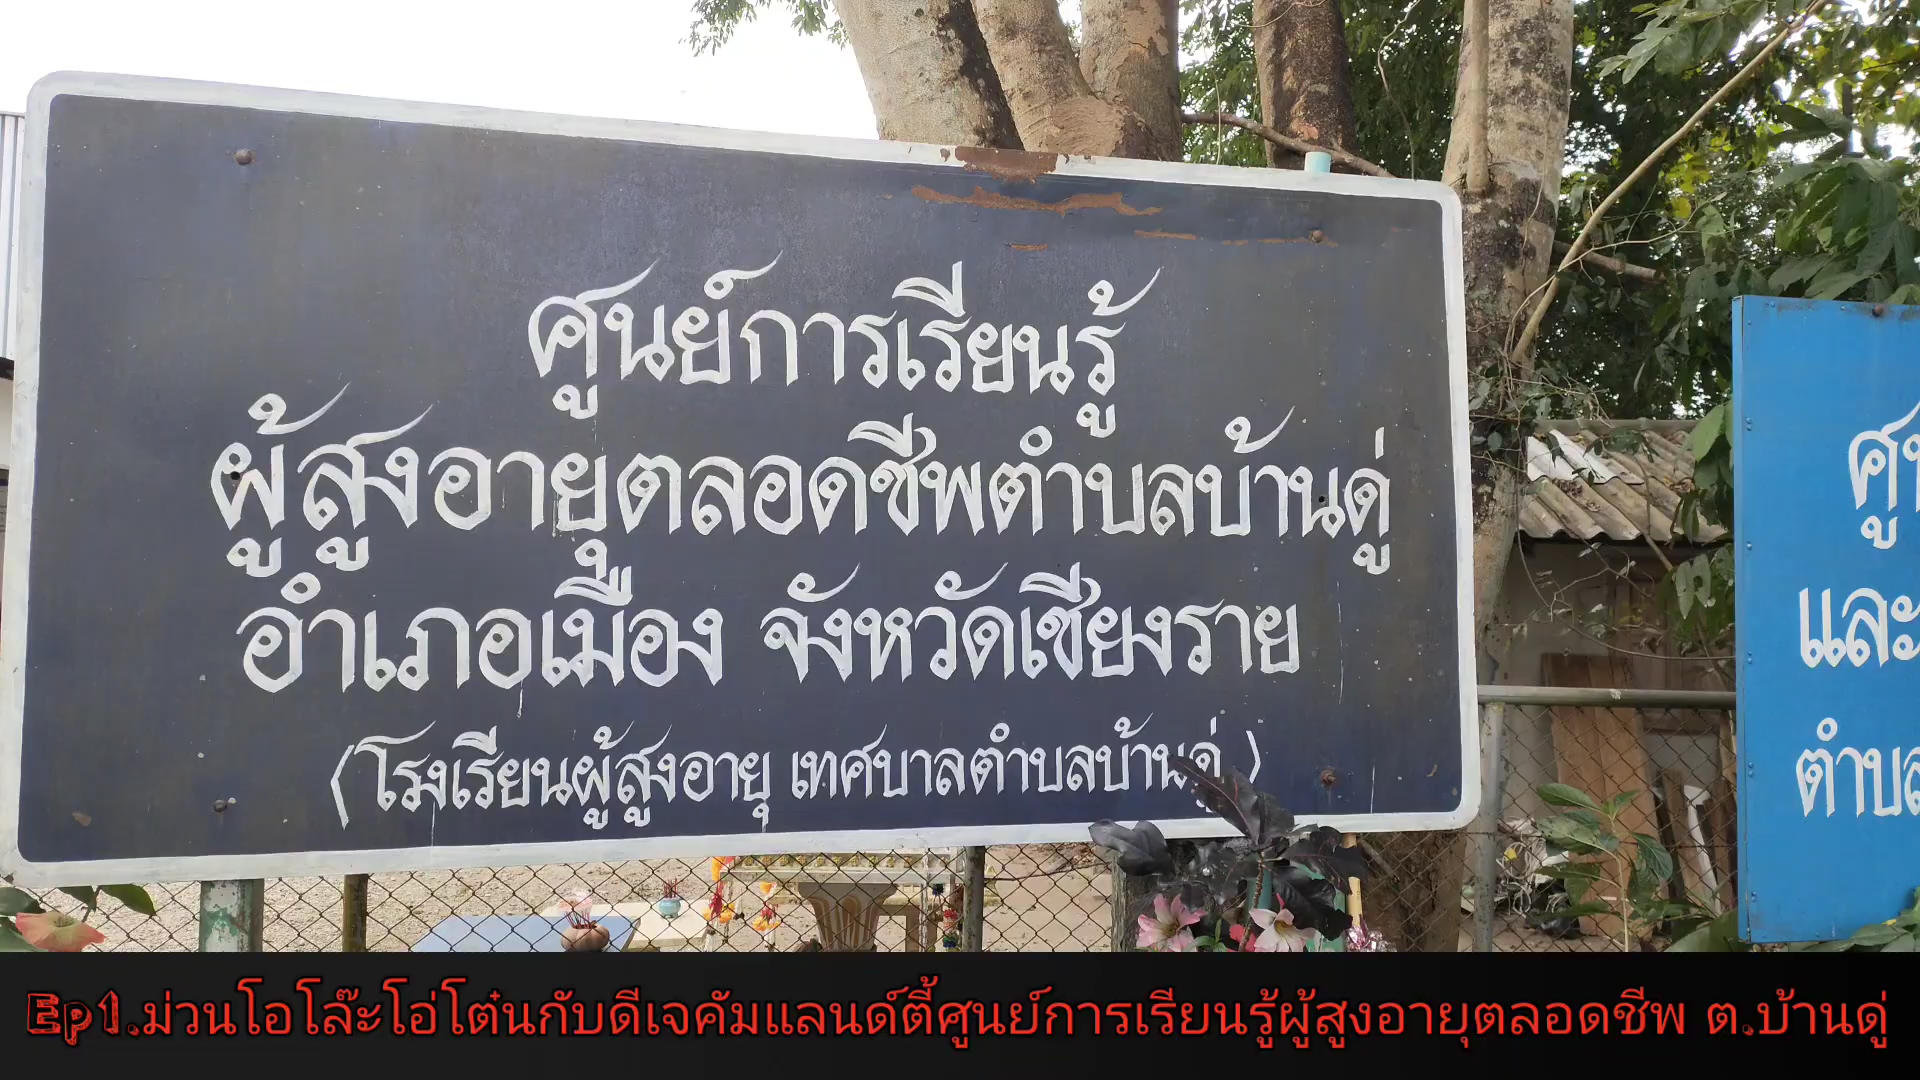 ศูนย์การเรียนรู้
ผู้สูงอายุตลอดชีพตำบลบ้านดู่
อำเภอเมือง จังหวัดเชียงราย
(โรงเรียนผู้สูงอายุ เทศบาลตำบลบ้านดู่)
และ
Ep1.ม่วนโอโล๊ะโอ่โต๋นกับดีเจคัมแลนด์ตี้ศูนย์การเรียนรู้ผู้สูงอายุตลอดชีพ ต.บ้านดู่